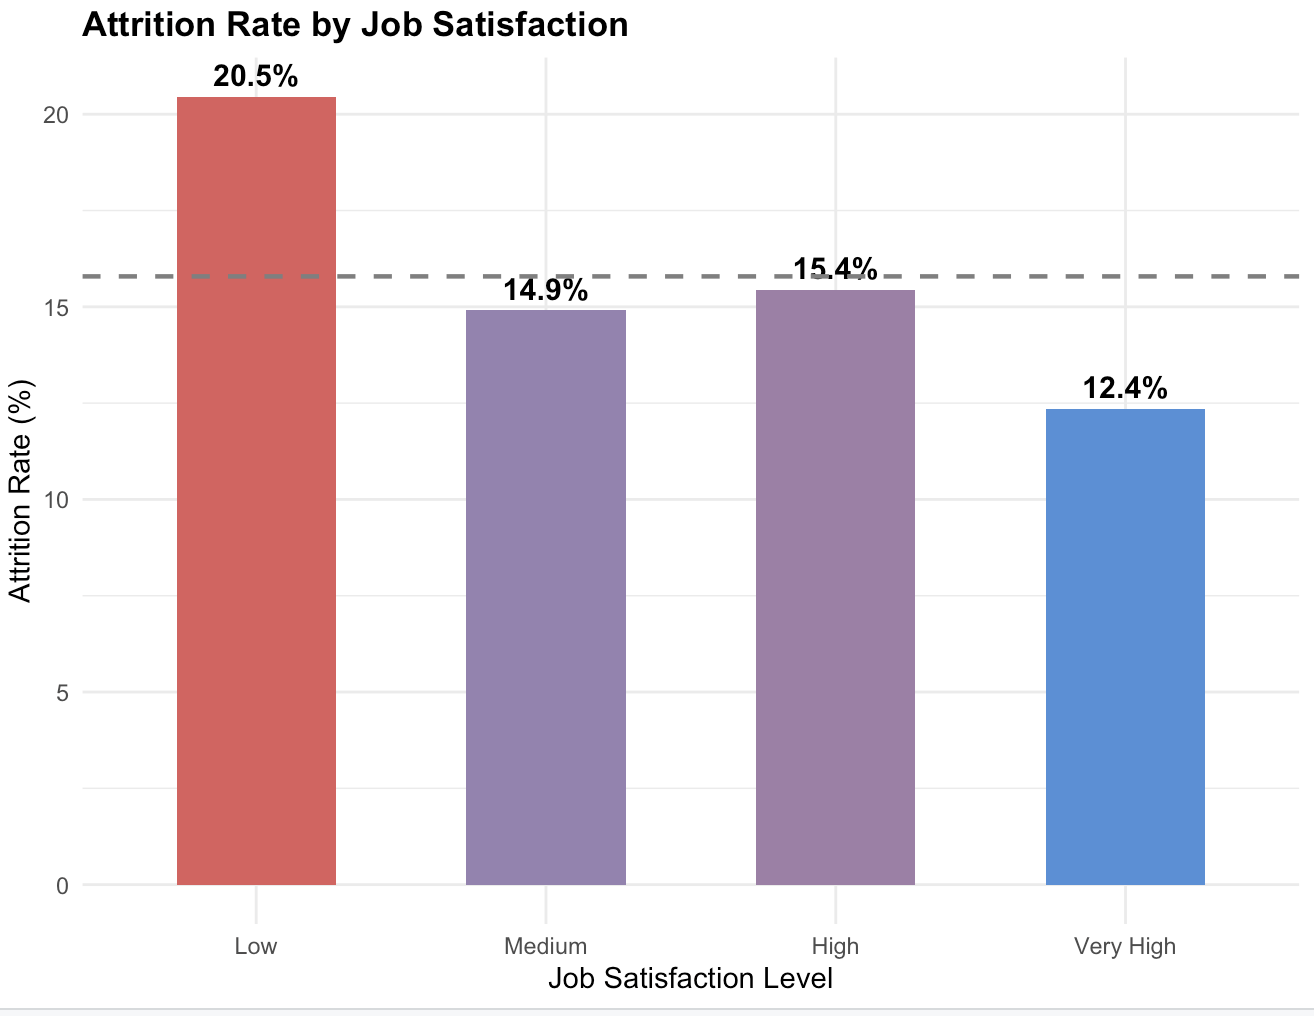 Attrition Rate by Job Satisfaction
20.5%
20
15.4%
14.9%
15
12.4%
Attrition Rate (%)
10
5
0
Low Medium High Very High
Job Satisfaction Level